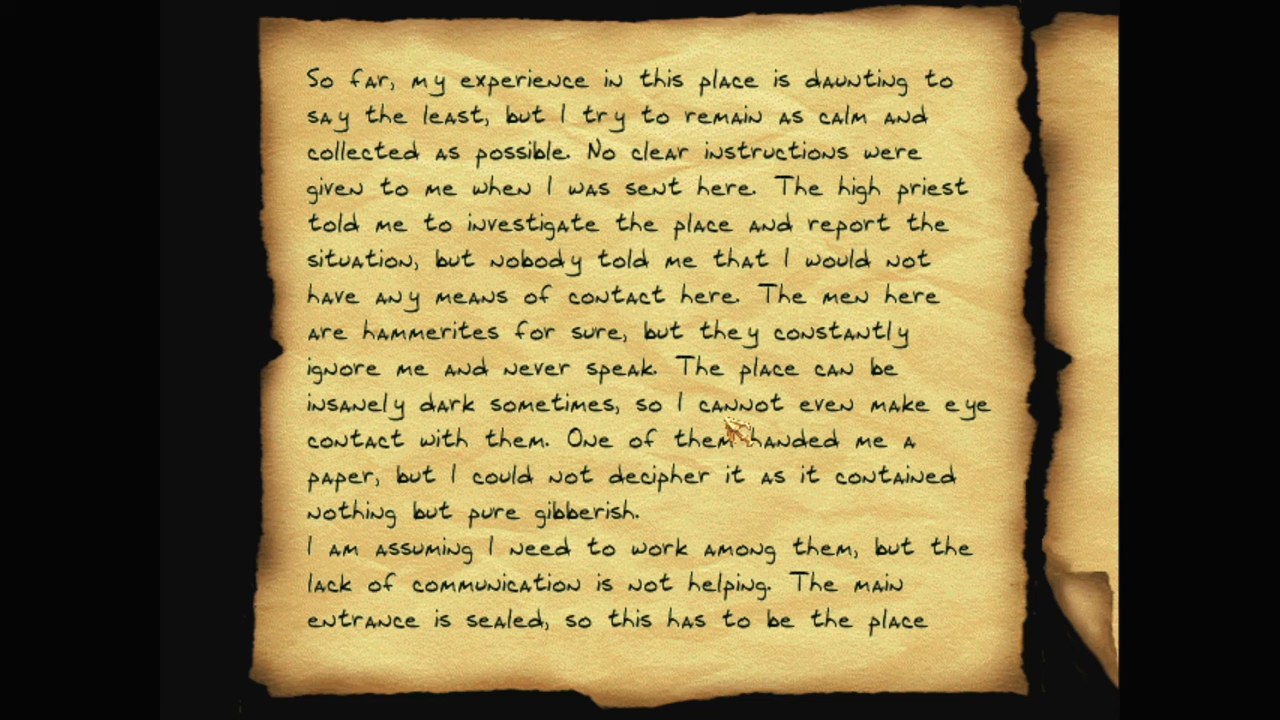 So far, my experience in this place is daunting to
say the least, but I try to remain as calm and
collected as possible. No clear instructions were
given to me when I was sent here. The high priest
told me to investigate the place and report the
situation, but nobody told me that I would not
have any means of contact here. The men here
are hammerites for sure, but they constantly
ignore me and never speak. The place can be
insanely dark sometimes, so I cannot even make eye
contact with them. One of them handed me a
paper, but I could not decipher it as it contained
nothing but pure gibberish.
I am assuming I need to work among them, but the
lack of communication is not helping. The main
entrance is sealed, so this has to be the place